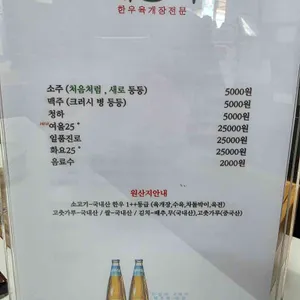 한우육개장전문
소주 (처음처럼 , 새로 등등) 5000원
맥주 (크러시 병 등등) 5000원
청하 5000원
여울25° 25000원
일품진로 25000원
화요25° 25000원
음료수 2000원
원산지안내
소고기-국내산 한우 1++등급 (육개장,수육,차돌박이,육전)
고춧가루-국내산 / 쌀-국내산 / 김치-배추,무(국내산),고춧가루(중국산)